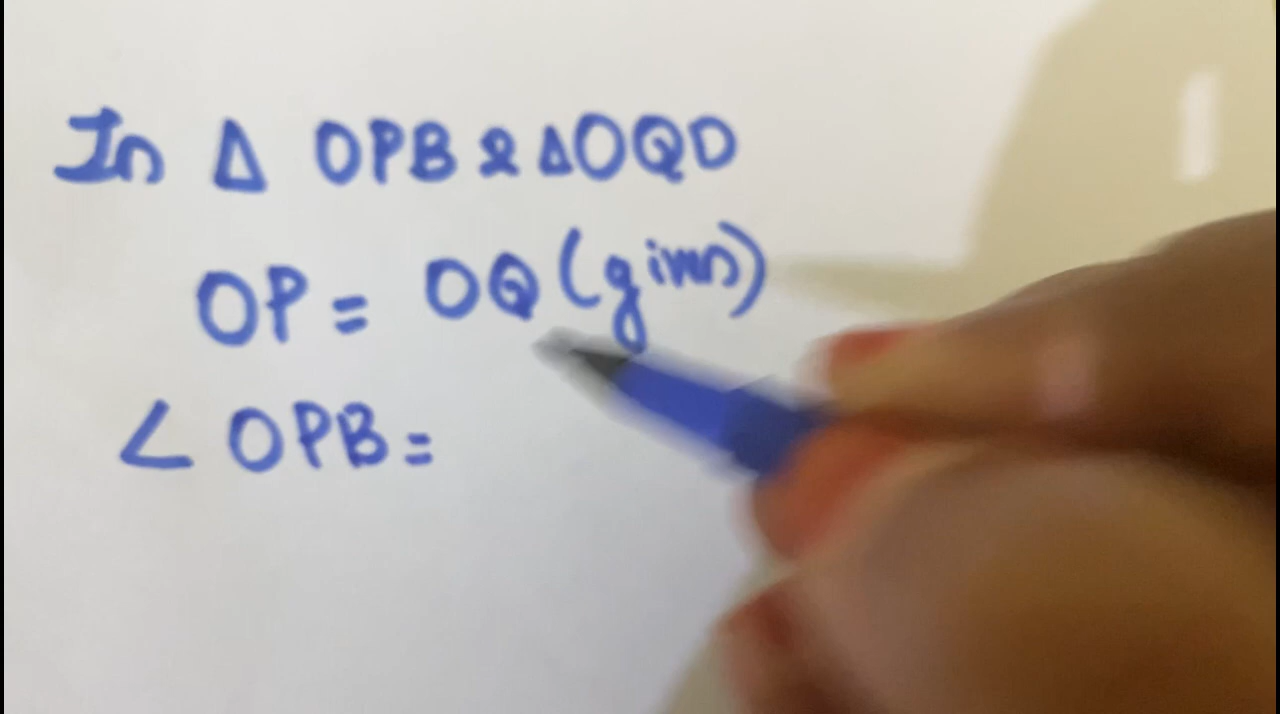 In Δ OPB & ΔOQD
OP = OQ (given)
∠ OPB =